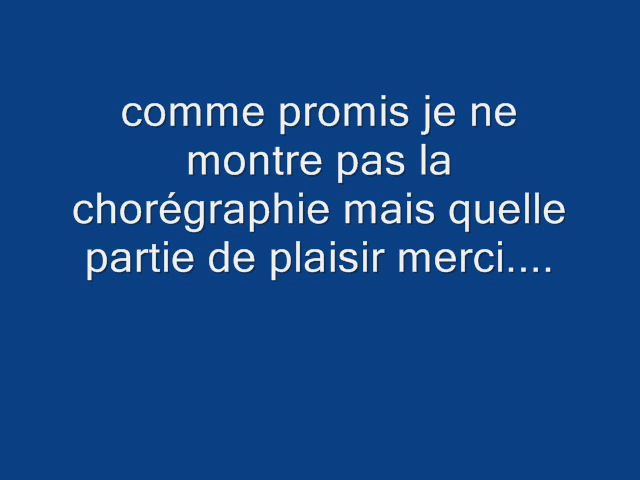 comme promis je ne
montre pas la
chorégraphie mais quelle
partie de plaisir merci....